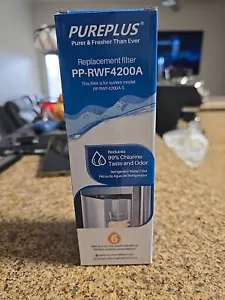 PUREPLUS®
Purer & Fresher Than Ever
Replacement filter
PP-RWF4200A
This filter is for system model
PP-RWF4200A-S
Reduces
99% Chlorine
Taste and Odor
Refrigerator Water Filter
6